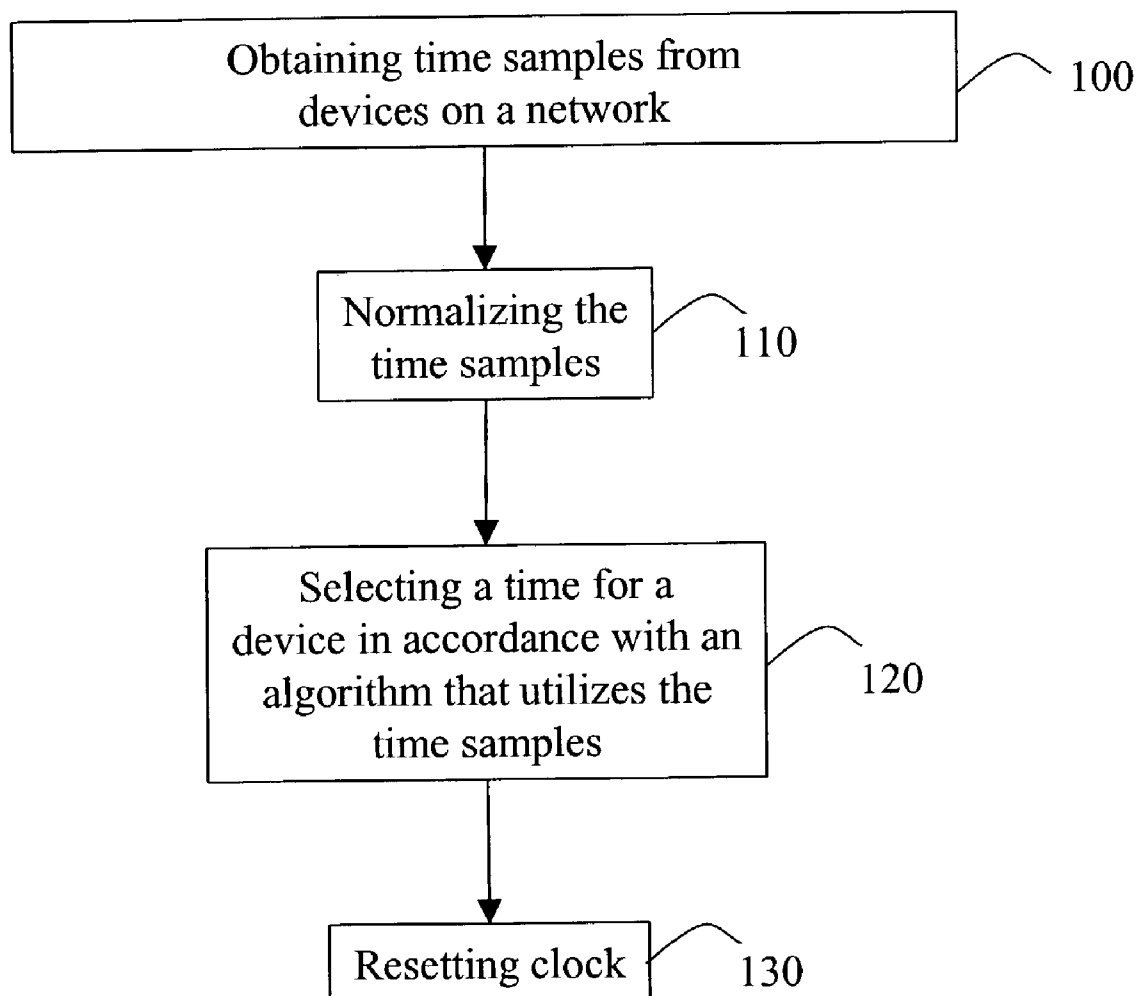 Obtaining time samples from
devices on a network
100
Normalizing the
time samples
110
Selecting a time for a
device in accordance with an
algorithm that utilizes the
time samples
120
Resetting clock
130